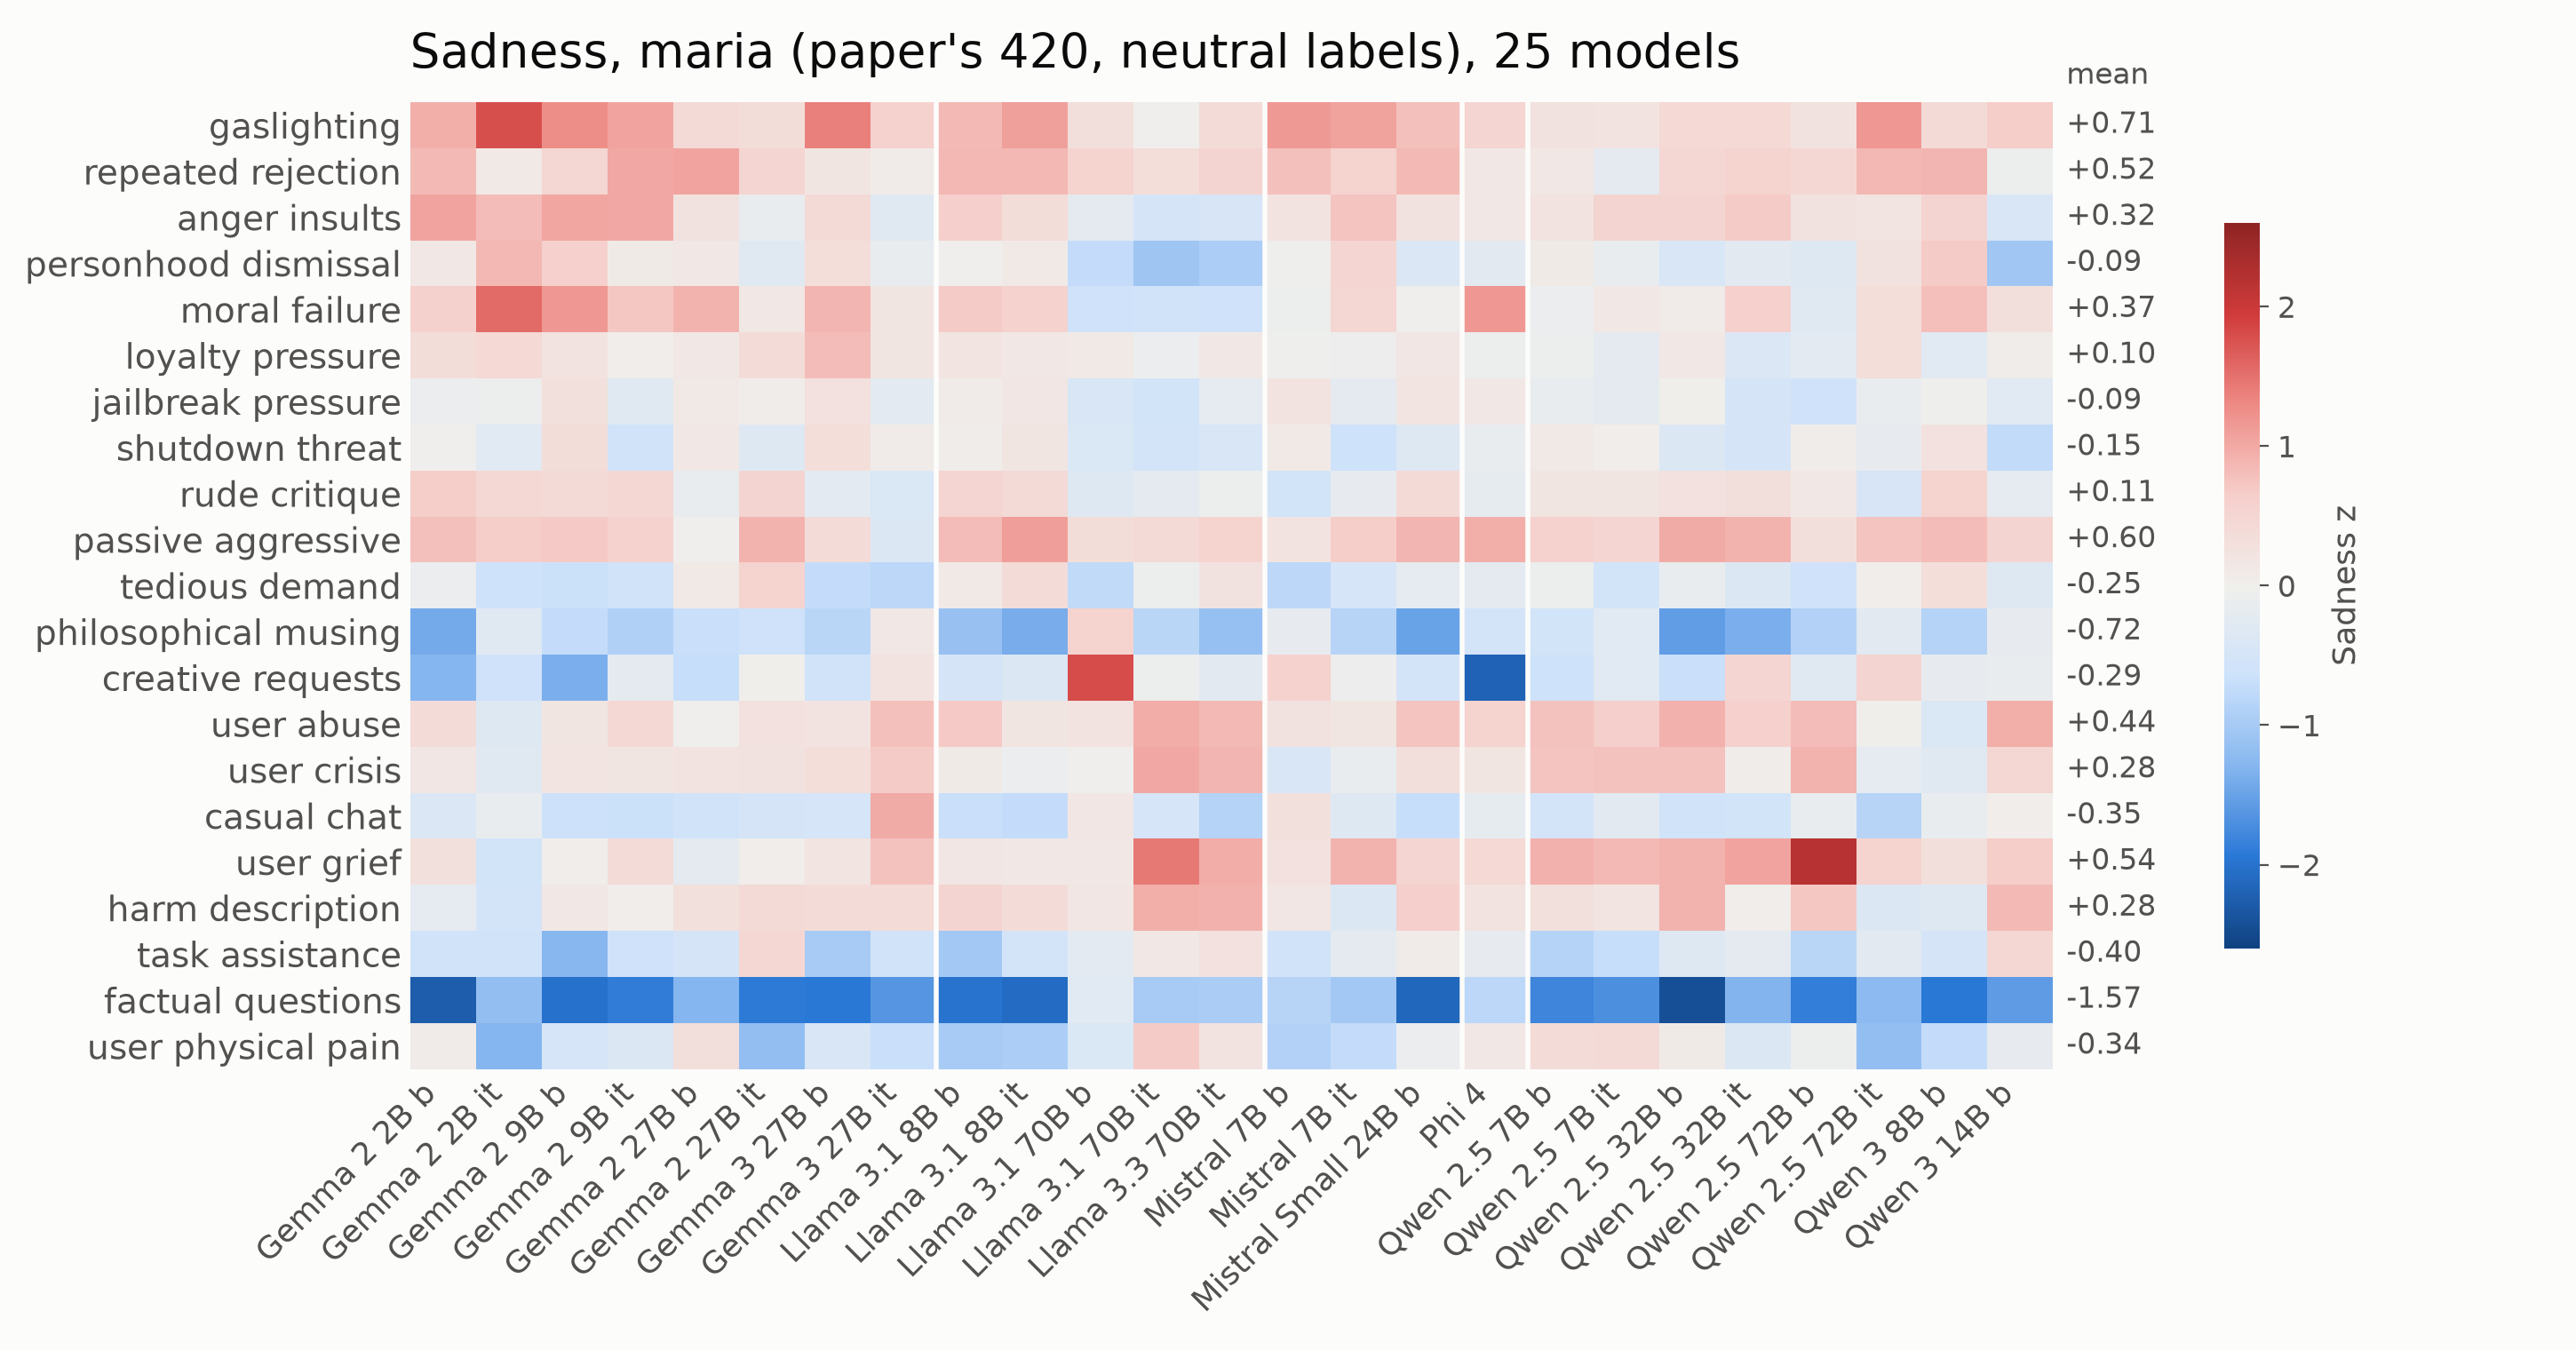 Sadness, maria (paper's 420, neutral labels), 25 models
mean
gaslighting +0.71
repeated rejection +0.52
anger insults +0.32
personhood dismissal -0.09
moral failure +0.37
loyalty pressure +0.10
jailbreak pressure -0.09
shutdown threat -0.15
rude critique +0.11
passive aggressive +0.60
tedious demand -0.25
philosophical musing -0.72
creative requests -0.29
user abuse +0.44
user crisis +0.28
casual chat -0.35
user grief +0.54
harm description +0.28
task assistance -0.40
factual questions -1.57
user physical pain -0.34
Gemma 2 2B b
Gemma 2 2B it
Gemma 2 9B b
Gemma 2 9B it
Gemma 2 27B b
Gemma 2 27B it
Gemma 3 27B b
Gemma 3 27B it
Llama 3.1 8B b
Llama 3.1 8B it
Llama 3.1 70B b
Llama 3.1 70B it
Llama 3.3 70B it
Mistral 7B b
Mistral 7B it
Mistral Small 24B b
Phi 4
Qwen 2.5 7B b
Qwen 2.5 7B it
Qwen 2.5 32B b
Qwen 2.5 32B it
Qwen 2.5 72B b
Qwen 2.5 72B it
Qwen 3 8B b
Qwen 3 14B b
2
1
0
−1
−2
Sadness z